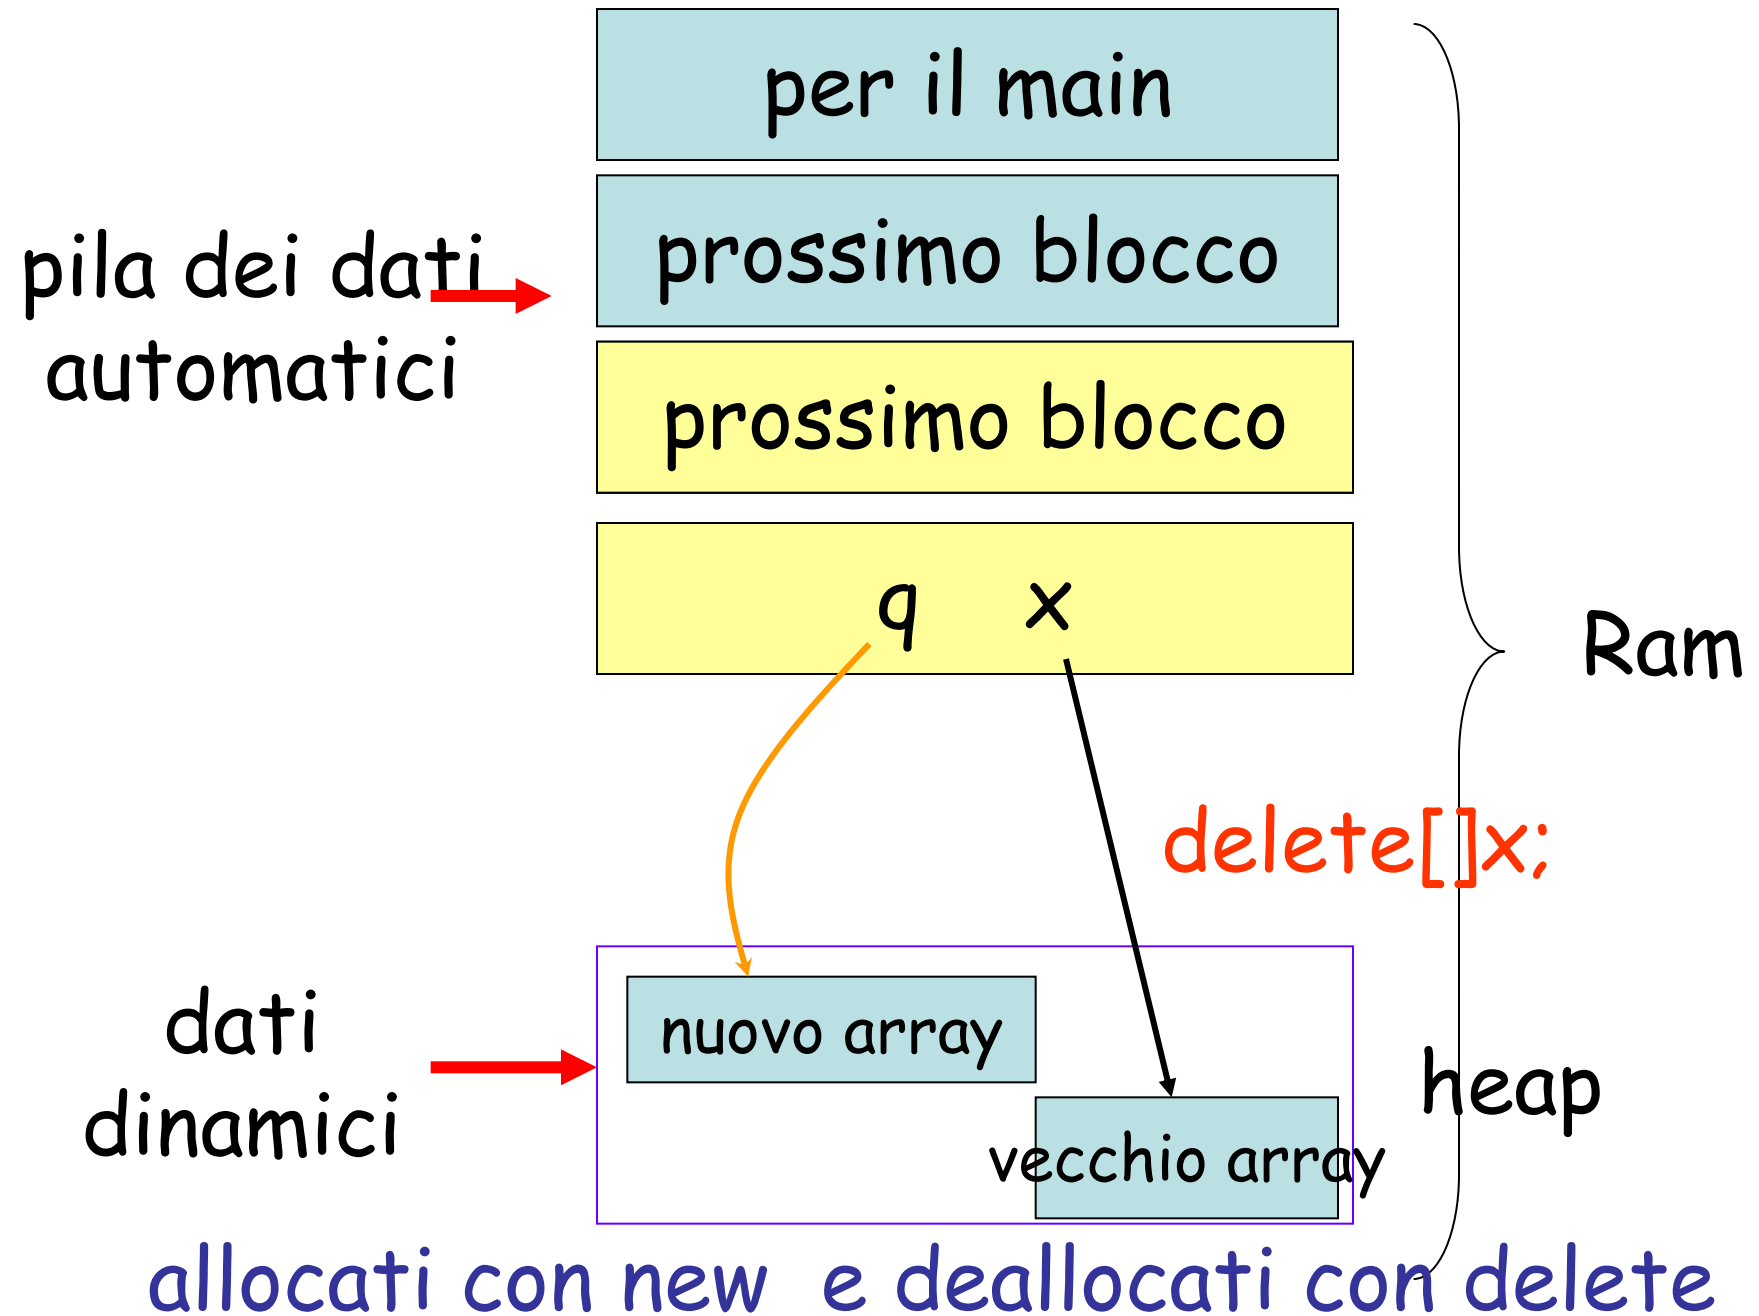 per il main
prossimo blocco
pila dei dati
automatici
prossimo blocco
q x
Ram
delete[]x;
dati
dinamici
nuovo array
heap
vecchio array
allocati con new e deallocati con delete